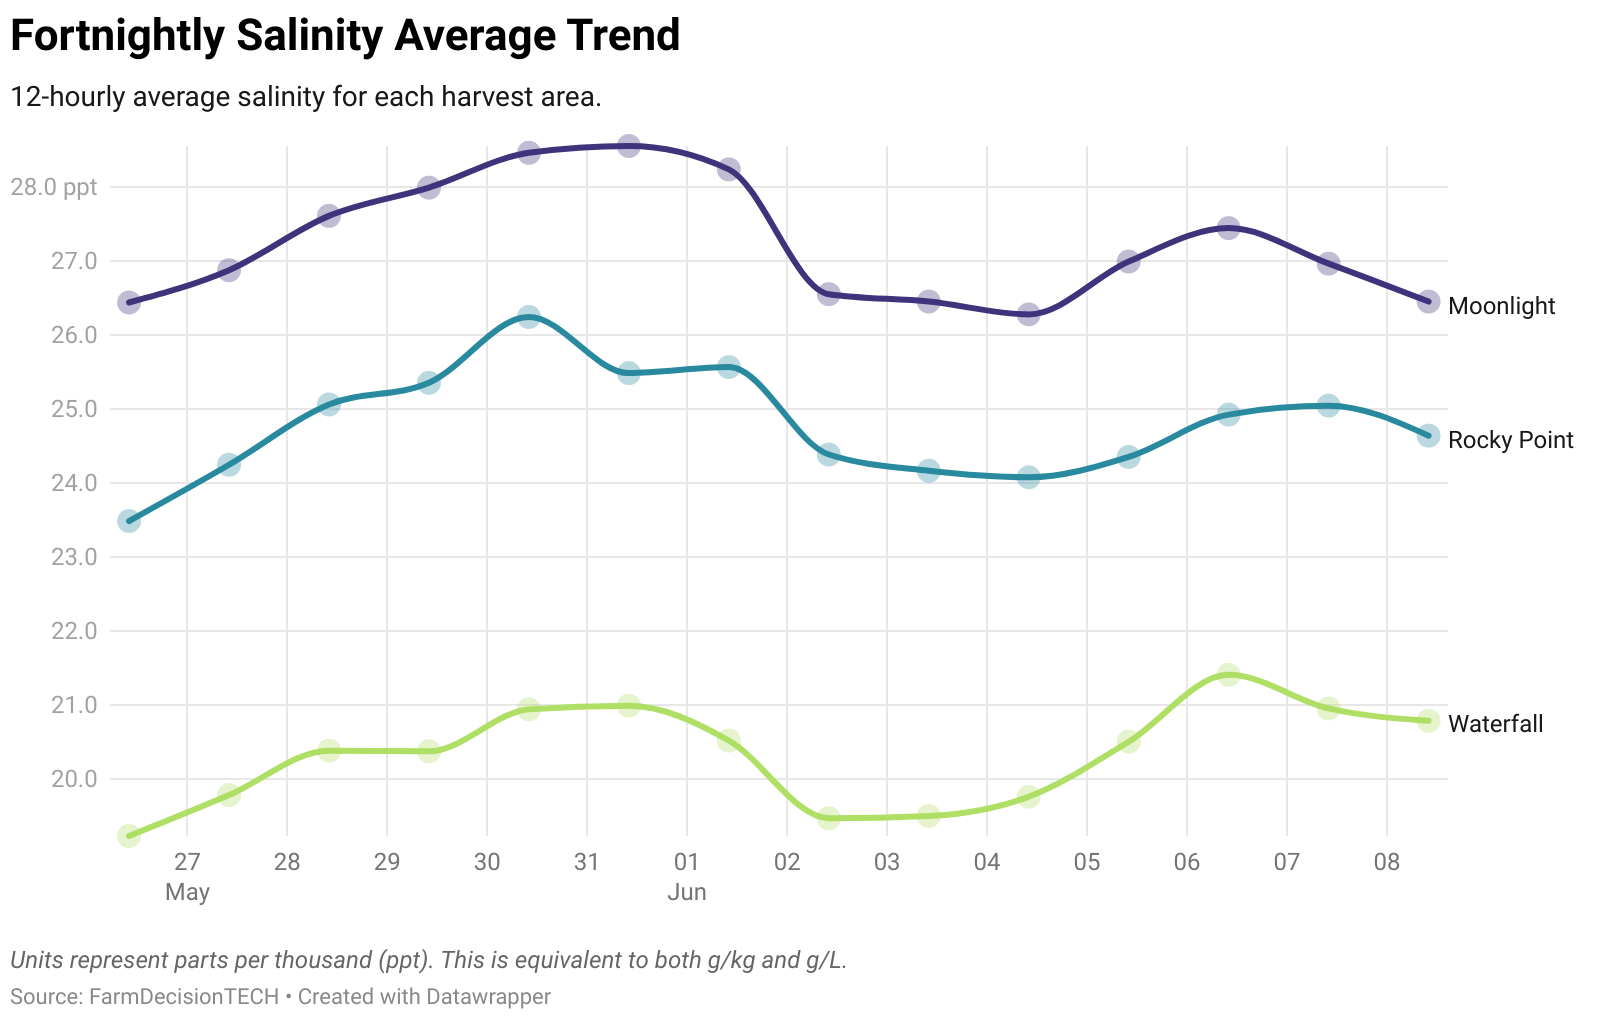 Fortnightly Salinity Average Trend
12-hourly average salinity for each harvest area.
28.0 ppt
27.0
26.0
25.0
24.0
23.0
22.0
21.0
20.0
Moonlight
Rocky Point
Waterfall
27 28 29 30 31 01 02 03 04 05 06 07 08
May Jun
Units represent parts per thousand (ppt). This is equivalent to both g/kg and g/L.
Source: FarmDecisionTECH • Created with Datawrapper